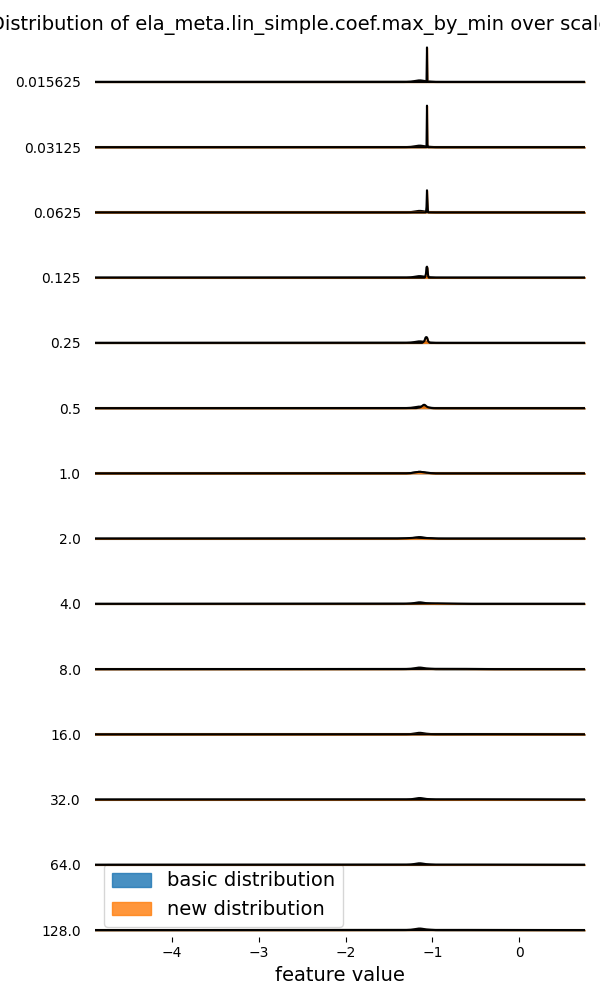 Distribution of ela_meta.lin_simple.coef.max_by_min over scale
0.015625
0.03125
0.0625
0.125
0.25
0.5
1.0
2.0
4.0
8.0
16.0
32.0
64.0
basic distribution
new distribution
128.0
−4 −3 −2 −1 0
feature value